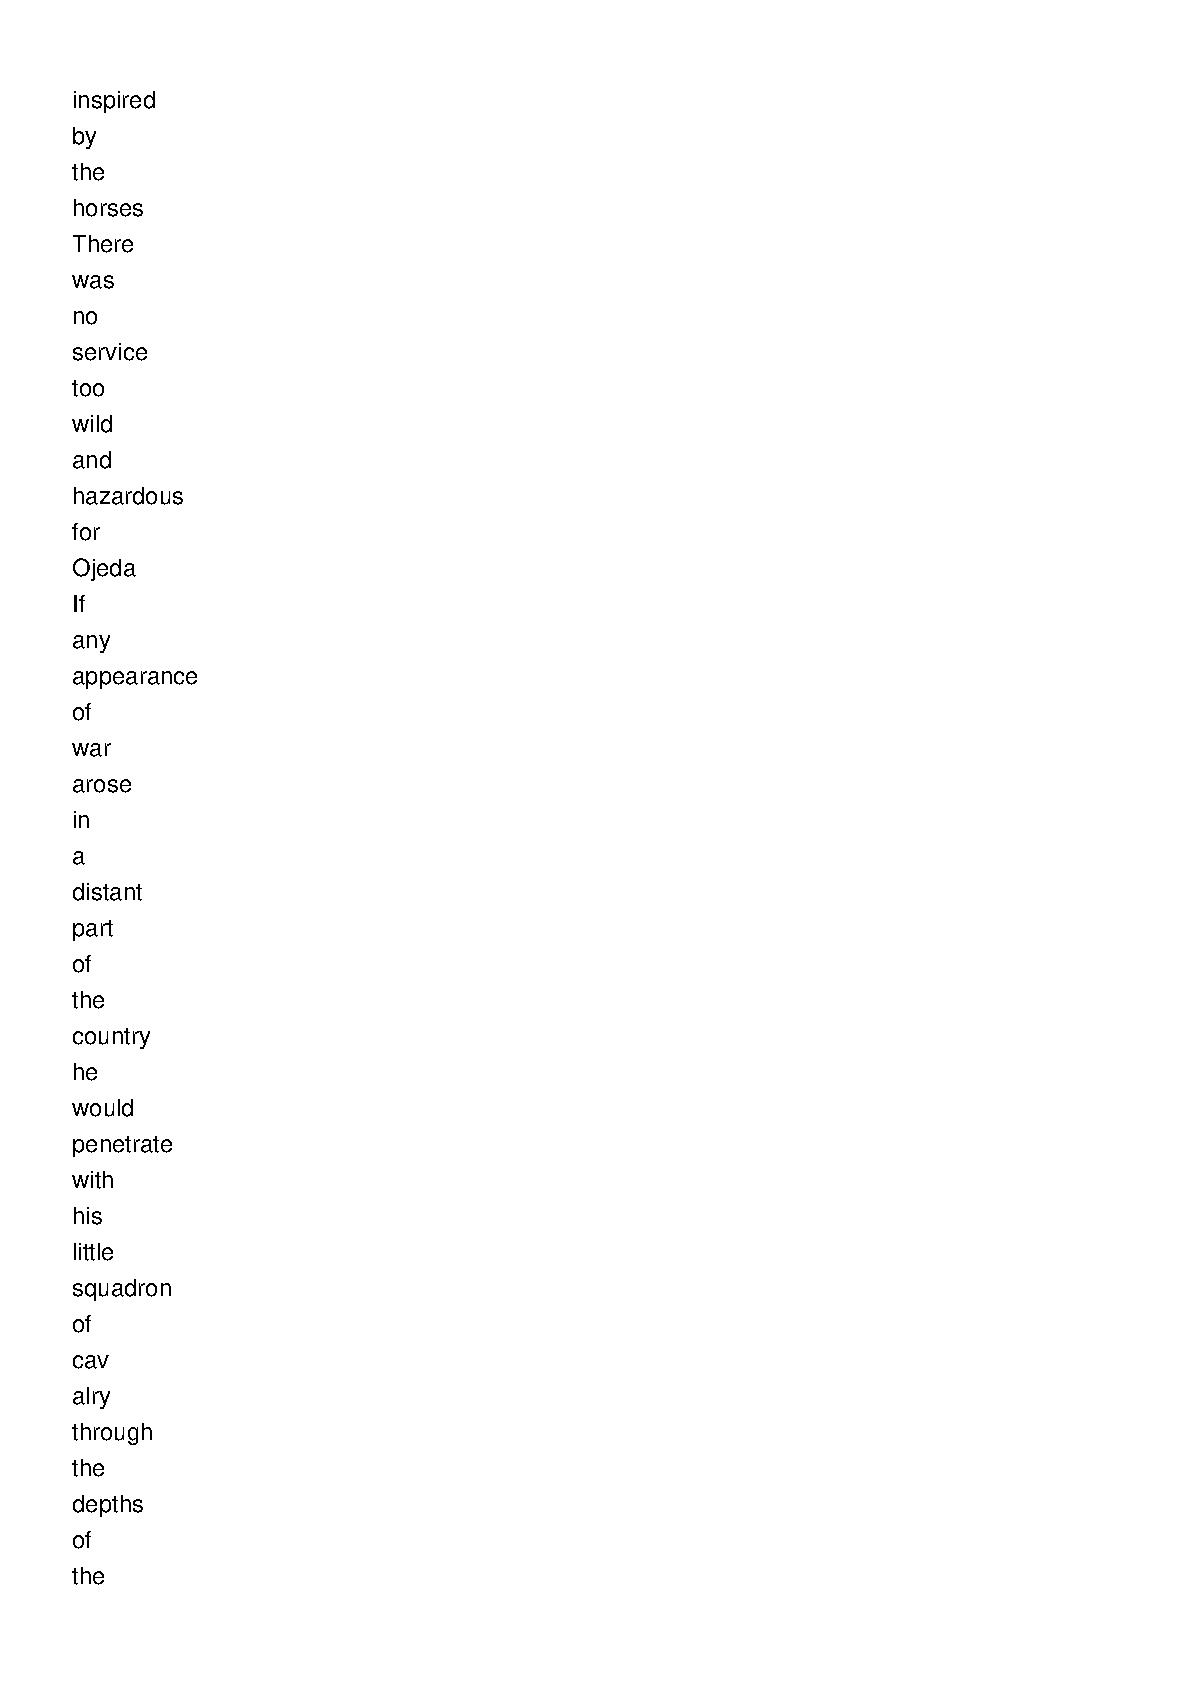 inspired
by
the
horses
There
was
no
service
too
wild
and
hazardous
for
Ojeda
If
any
appearance
of
war
arose
in
a
distant
part
of
the
country
he
would
penetrate
with
his
little
squadron
of
cav
alry
through
the
depths
of
the